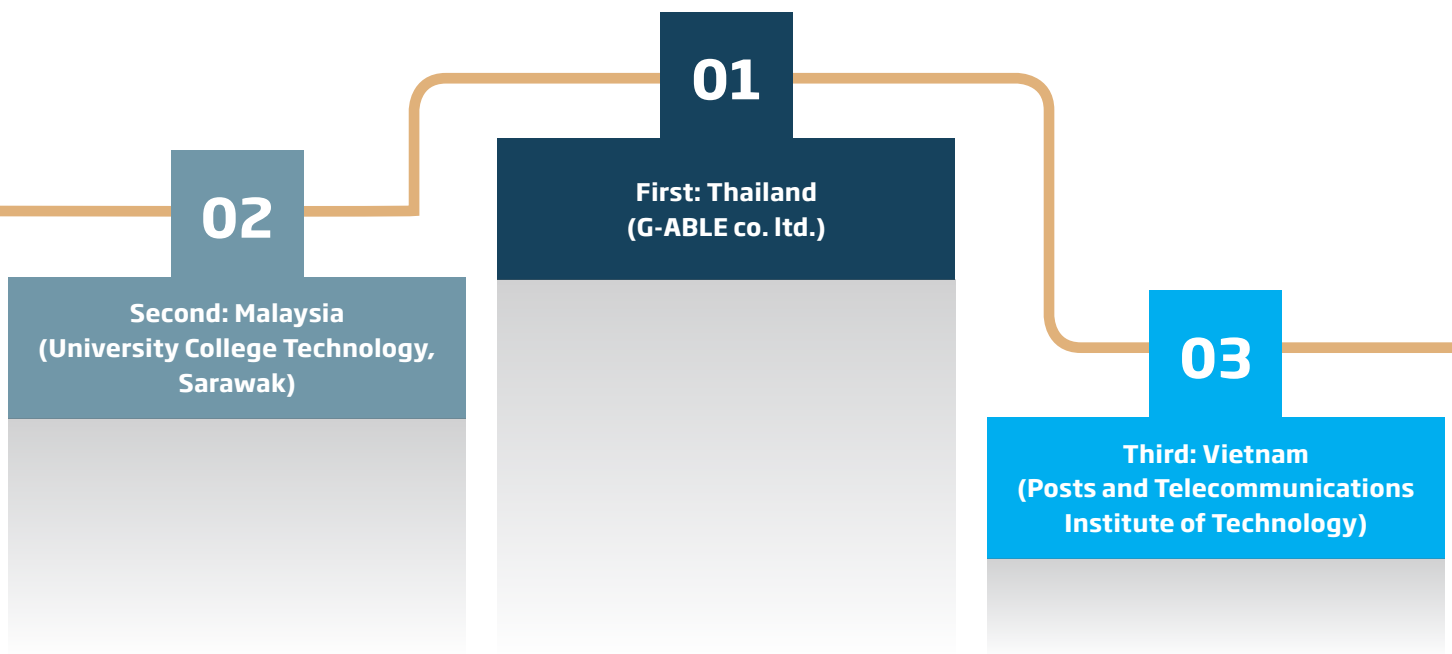 01
First: Thailand
(G-ABLE co. ltd.)
02
Second: Malaysia
(University College Technology,
Sarawak)
03
Third: Vietnam
(Posts and Telecommunications
Institute of Technology)